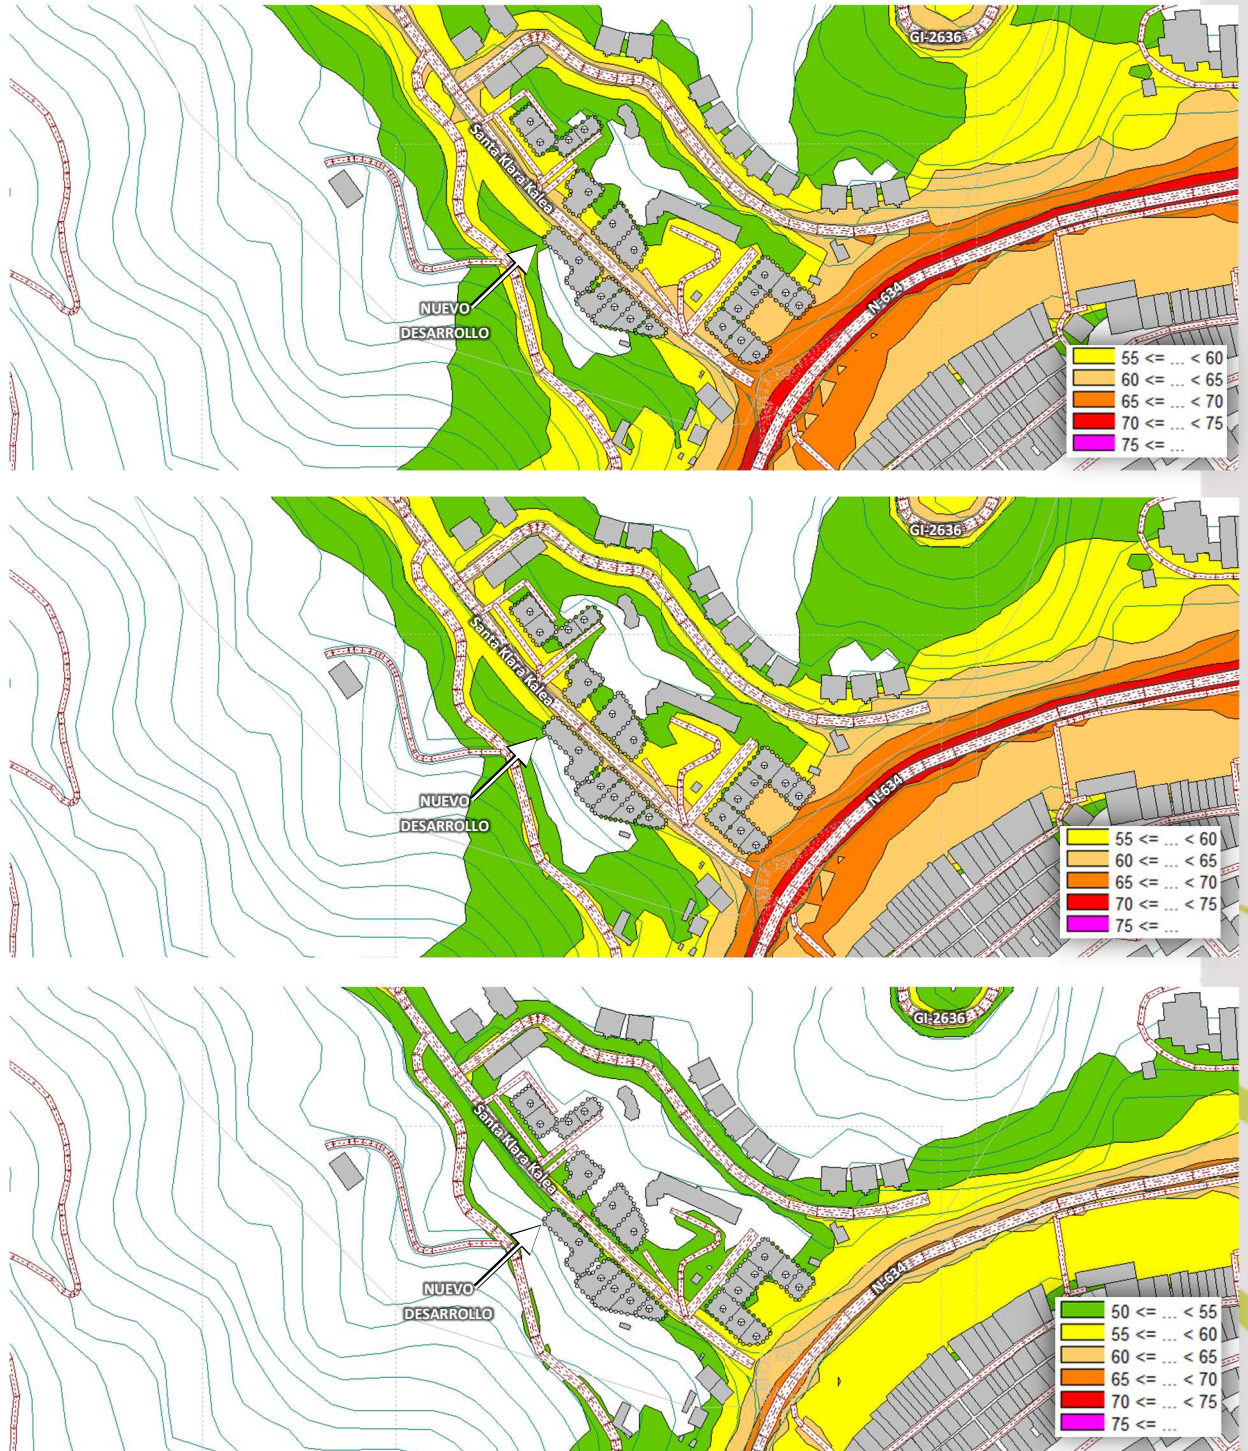 GI-2636
Santa Klara Kalea
NUEVO
DESARROLLO
N-634
55 <= ... < 60
60 <= ... < 65
65 <= ... < 70
70 <= ... < 75
75 <= ...
GI-2636
Santa Klara Kalea
NUEVO
DESARROLLO
N-634
55 <= ... < 60
60 <= ... < 65
65 <= ... < 70
70 <= ... < 75
75 <= ...
GI-2636
Santa Klara Kalea
NUEVO
DESARROLLO
N-634
50 <= ... < 55
55 <= ... < 60
60 <= ... < 65
65 <= ... < 70
70 <= ... < 75
75 <= ...